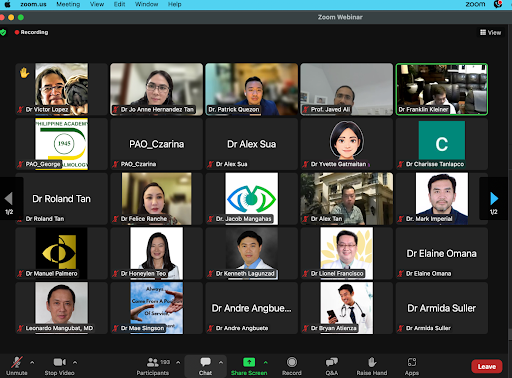 zoom.us Meeting View Edit Window Help zoom
Zoom Webinar
Recording View
Dr Victor Lopez Dr Jo Anne Hernandez Tan Dr. Patrick Quezon Prof. Javed Ali Dr Franklin Kleiner
PHILIPPINE ACADEMY
1945
PAO_Czarina Dr Alex Sua C
PAO_George PAO_Czarina Dr Alex Sua Dr Yvette Gatmaitan Dr Charisse Tanlapco
1/2 Dr Roland Tan 1/2
Dr Roland Tan Dr Felice Ranche Dr. Jacob Mangahas Dr Alex Tan Dr. Mark Imperial
Dr Elaine Omana
Dr Manuel Palmero Dr Honeylen Teo Dr Kenneth Lagunzad Dr Lionel Francisco Dr Elaine Omana
Always
Come From A P
Of Service,
Dr Andre Angbue... Dr Armida Suller
Leonardo Mangubat, MD Dr Mae Singson Dr Andre Angbuete Dr Bryan Atienza Dr Armida Suller
193
Unmute Stop Video Participants Chat Share Screen Record Q&A Raise Hand Apps Leave